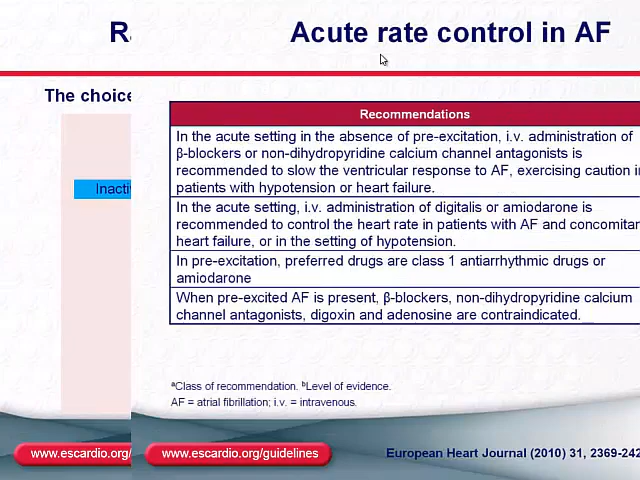 Acute rate control in AF
The choice
Inacti
Recommendations
In the acute setting in the absence of pre-excitation, i.v. administration of
β-blockers or non-dihydropyridine calcium channel antagonists is
recommended to slow the ventricular response to AF, exercising caution i
patients with hypotension or heart failure.
In the acute setting, i.v. administration of digitalis or amiodarone is
recommended to control the heart rate in patients with AF and concomitan
heart failure, or in the setting of hypotension.
In pre-excitation, preferred drugs are class 1 antiarrhythmic drugs or
amiodarone
When pre-excited AF is present, β-blockers, non-dihydropyridine calcium
channel antagonists, digoxin and adenosine are contraindicated.
aClass of recommendation. bLevel of evidence.
AF = atrial fibrillation; i.v. = intravenous.
www.escardio.org/
www.escardio.org/guidelines
European Heart Journal (2010) 31, 2369-242